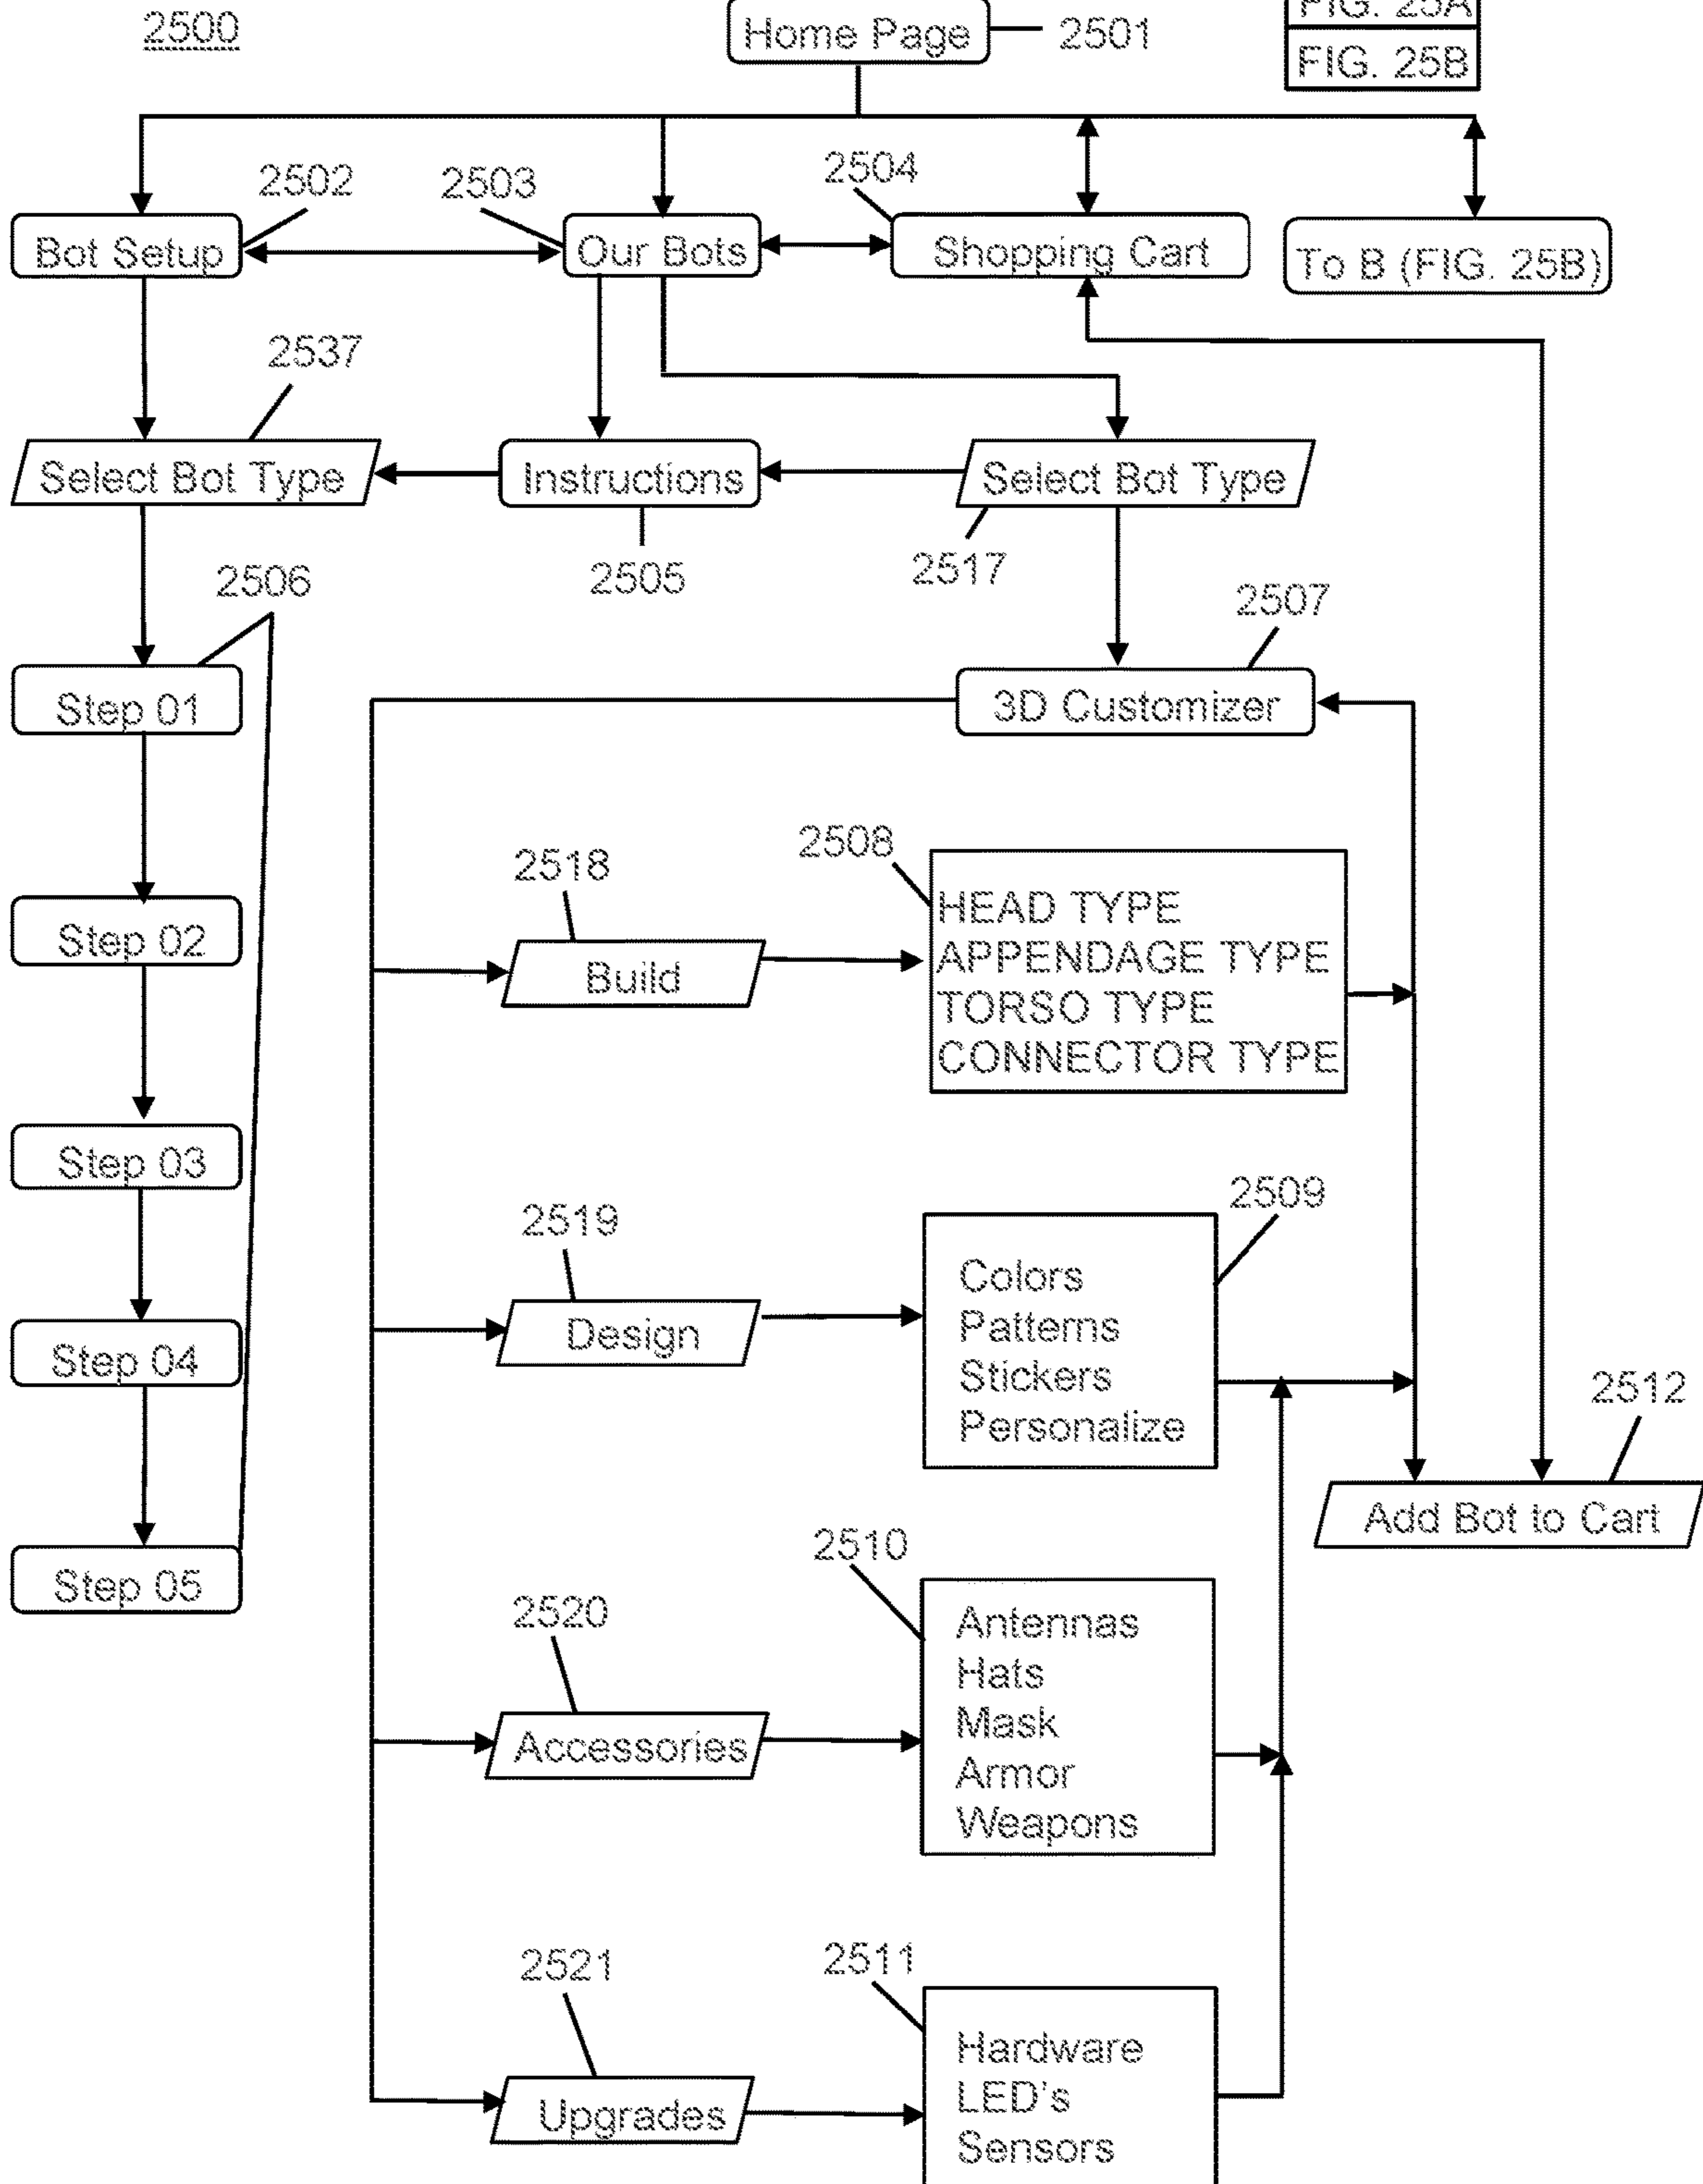 2500
Home Page
2501
FIG. 25A
FIG. 25B
2502
2503
2504
Bot Setup
Our Bots
Shopping Cart
To B (FIG. 25B)
2537
Select Bot Type
Instructions
Select Bot Type
2505
2517
2506
2507
Step 01
3D Customizer
2518
2508
HEAD TYPE
APPENDAGE TYPE
TORSO TYPE
CONNECTOR TYPE
Step 02
Build
Step 03
2519
2509
Colors
Patterns
Stickers
Personalize
Design
Step 04
2512
Add Bot to Cart
Step 05
2520
2510
Antennas
Hats
Mask
Armor
Weapons
Accessories
2521
2511
Hardware
LED's
Sensors
Upgrades